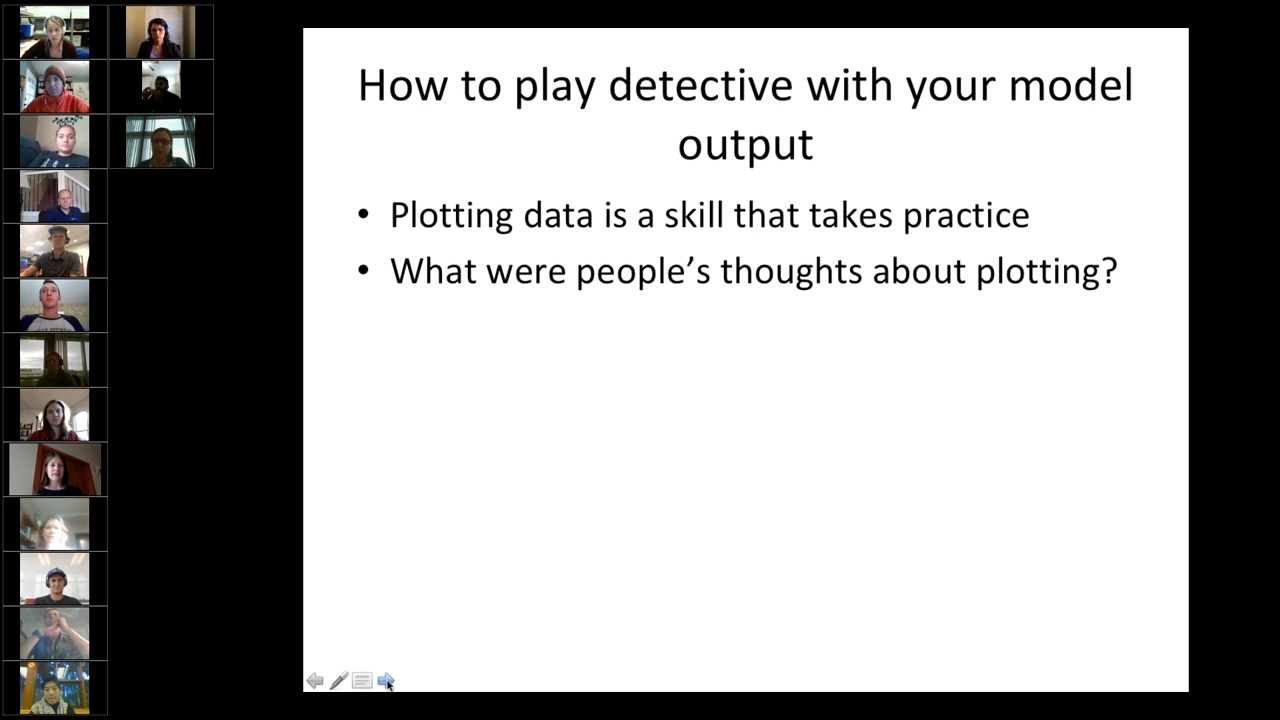 How to play detective with your model
output
• Plotting data is a skill that takes practice
• What were people’s thoughts about plotting?